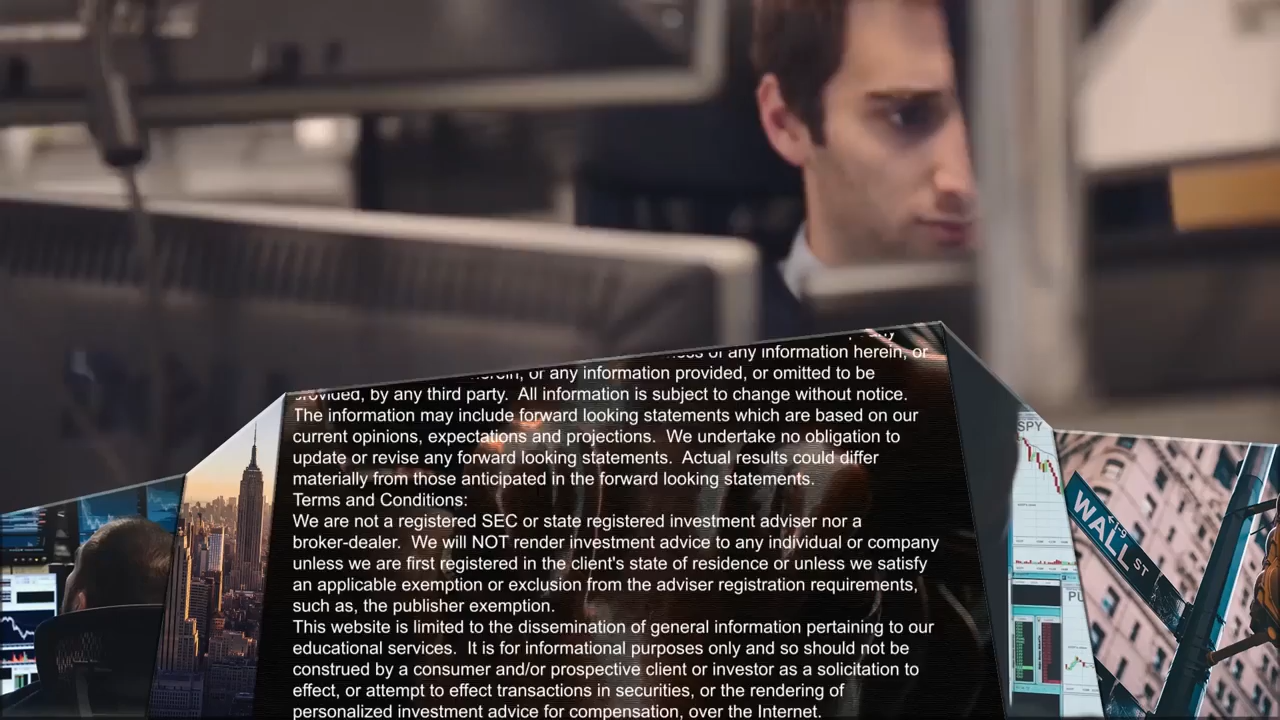 of any information herein, or
or any information provided, or omitted to be
provided, by any third party. All information is subject to change without notice.
The information may include forward looking statements which are based on our
current opinions, expectations and projections. We undertake no obligation to
update or revise any forward looking statements. Actual results could differ
materially from those anticipated in the forward looking statements.
Terms and Conditions:
We are not a registered SEC or state registered investment adviser nor a
broker-dealer. We will NOT render investment advice to any individual or company
unless we are first registered in the client's state of residence or unless we satisfy
an applicable exemption or exclusion from the adviser registration requirements,
such as, the publisher exemption.
This website is limited to the dissemination of general information pertaining to our
educational services. It is for informational purposes only and so should not be
construed by a consumer and/or prospective client or investor as a solicitation to
effect, or attempt to effect transactions in securities, or the rendering of
personalized investment advice for compensation, over the Internet.
SPY
WALL ST